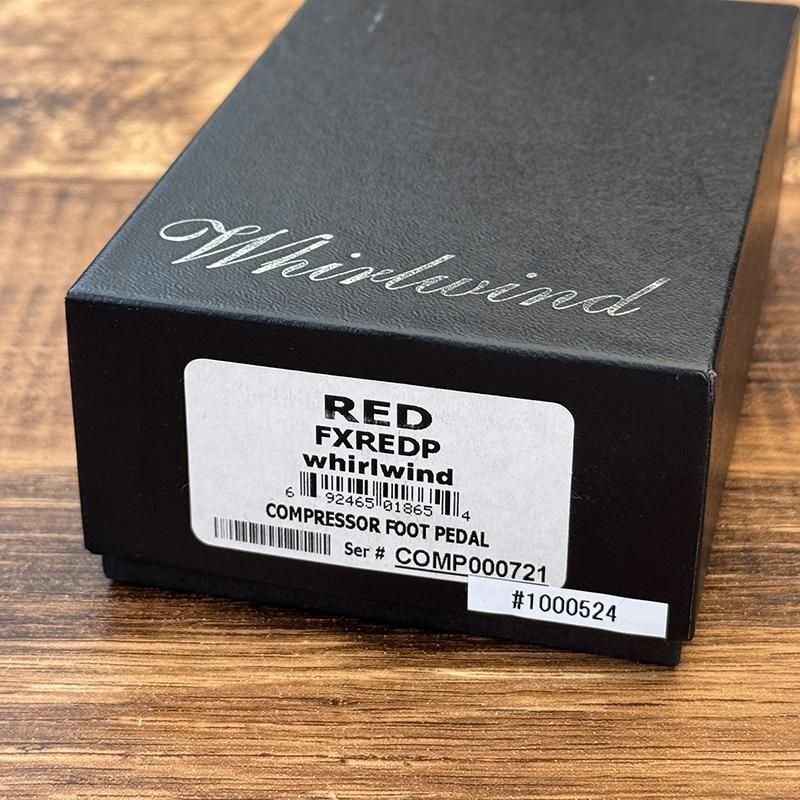 Whirlwind
RED
FXREDP
whirlwind
6 92465 01865 4
COMPRESSOR FOOT PEDAL
Ser # COMP000721
#1000524